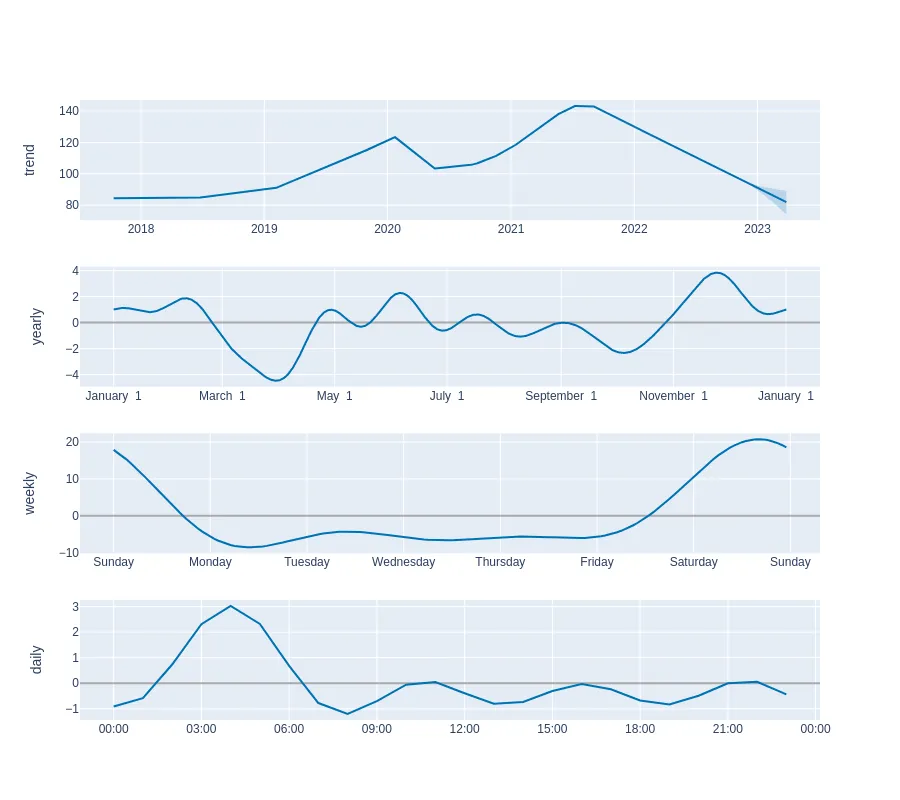 trend
140
120
100
80
2018 2019 2020 2021 2022 2023
yearly
4
2
0
−2
−4
January 1 March 1 May 1 July 1 September 1 November 1 January 1
weekly
20
10
0
−10
Sunday Monday Tuesday Wednesday Thursday Friday Saturday Sunday
daily
3
2
1
0
−1
00:00 03:00 06:00 09:00 12:00 15:00 18:00 21:00 00:00